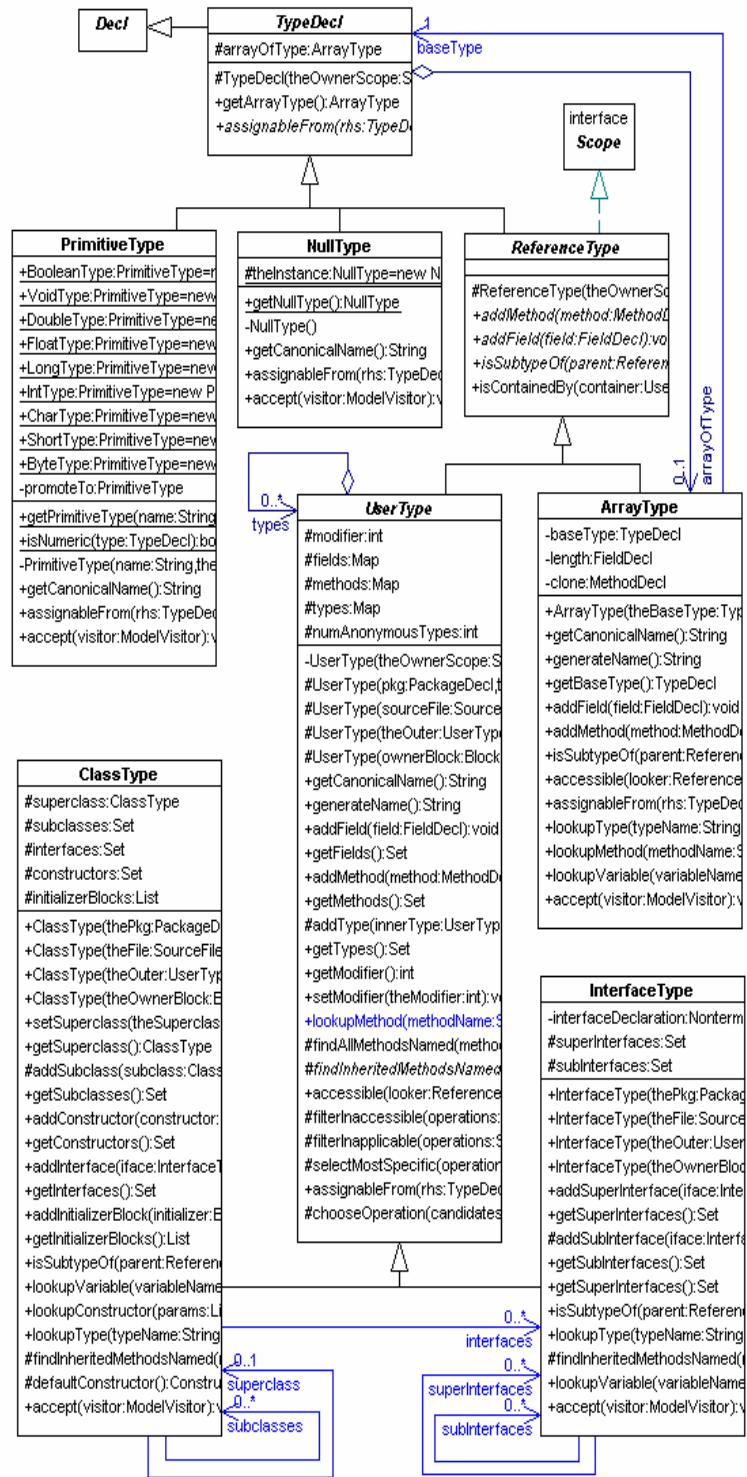 Decl
TypeDecl
#arrayOfType:ArrayType
#TypeDecl(theOwnerScope:S
+getArrayType():ArrayType
+assignableFrom(rhs:TypeD
1
baseType
interface
Scope
PrimitiveType
+BooleanType:PrimitiveType=n
+VoidType:PrimitiveType=new
+DoubleType:PrimitiveType=ne
+FloatType:PrimitiveType=new
+LongType:PrimitiveType=new
+IntType:PrimitiveType=new P
+CharType:PrimitiveType=new
+ShortType:PrimitiveType=new
+ByteType:PrimitiveType=new
-promoteTo:PrimitiveType
+getPrimitiveType(name:String
+isNumeric(type:TypeDecl):bo
-PrimitiveType(name:String,the
+getCanonicalName():String
+assignableFrom(rhs:TypeDec
+accept(visitor:ModelVisitor):v
NullType
#theInstance:NullType=new N
+getNullType():NullType
-NullType()
+getCanonicalName():String
+assignableFrom(rhs:TypeDec
+accept(visitor:ModelVisitor):v
ReferenceType
#ReferenceType(theOwnerSc
+addMethod(method:MethodD
+addField(field:FieldDecl):vo
+isSubtypeOf(parent:Referen
+isContainedBy(container:Use
0..1
arrayOfType
0..*
types
UserType
#modifier:int
#fields:Map
#methods:Map
#types:Map
#numAnonymousTypes:int
-UserType(theOwnerScope:S
#UserType(pkg:PackageDecl,t
#UserType(sourceFile:Source
#UserType(theOuter:UserType
#UserType(ownerBlock:Block
+getCanonicalName():String
+generateName():String
+addField(field:FieldDecl):void
+getFields():Set
+addMethod(method:MethodDe
+getMethods():Set
#addType(innerType:UserTyp
+getTypes():Set
+getModifier():int
+setModifier(theModifier:int):vo
+lookupMethod(methodName:S
#findAllMethodsNamed(metho
#findInheritedMethodsNamed
+accessible(looker:Reference
#filterInaccessible(operations:
#filterInapplicable(operations:S
#selectMostSpecific(operation
+assignableFrom(rhs:TypeDec
#chooseOperation(candidates
ArrayType
-baseType:TypeDecl
-length:FieldDecl
-clone:MethodDecl
+ArrayType(theBaseType:Typ
+getCanonicalName():String
+generateName():String
+getBaseType():TypeDecl
+addField(field:FieldDecl):void
+addMethod(method:MethodDe
+isSubtypeOf(parent:Reference
+accessible(looker:Reference
+assignableFrom(rhs:TypeDec
+lookupType(typeName:String
+lookupMethod(methodName:S
+lookupVariable(variableName
+accept(visitor:ModelVisitor):v
ClassType
#superclass:ClassType
#subclasses:Set
#interfaces:Set
#constructors:Set
#initializerBlocks:List
+ClassType(thePkg:PackageD
+ClassType(theFile:SourceFile
+ClassType(theOuter:UserTyp
+ClassType(theOwnerBlock:B
+setSuperclass(theSuperclas
+getSuperclass():ClassType
#addSubclass(subclass:Class
+getSubclasses():Set
+addConstructor(constructor:
+getConstructors():Set
+addInterface(iface:InterfaceT
+getInterfaces():Set
+addInitializerBlock(initializer:B
+getInitializerBlocks():List
+isSubtypeOf(parent:Referen
+lookupVariable(variableName
+lookupConstructor(params:Li
+lookupType(typeName:String
#findInheritedMethodsNamed(
#defaultConstructor():Constru
+accept(visitor:ModelVisitor):v
0..1
superclass
0..*
subclasses
InterfaceType
-interfaceDeclaration:Nonterm
#superInterfaces:Set
#subInterfaces:Set
+InterfaceType(thePkg:Packag
+InterfaceType(theFile:Source
+InterfaceType(theOuter:User
+InterfaceType(theOwnerBloc
+addSuperInterface(iface:Inte
+getSuperInterfaces():Set
#addSubInterface(iface:Interfa
+getSubInterfaces():Set
+getSuperInterfaces():Set
+isSubtypeOf(parent:Referen
+lookupType(typeName:String
#findInheritedMethodsNamed(
+lookupVariable(variableName
+accept(visitor:ModelVisitor):v
0..*
interfaces
0..*
superInterfaces
0..*
subInterfaces